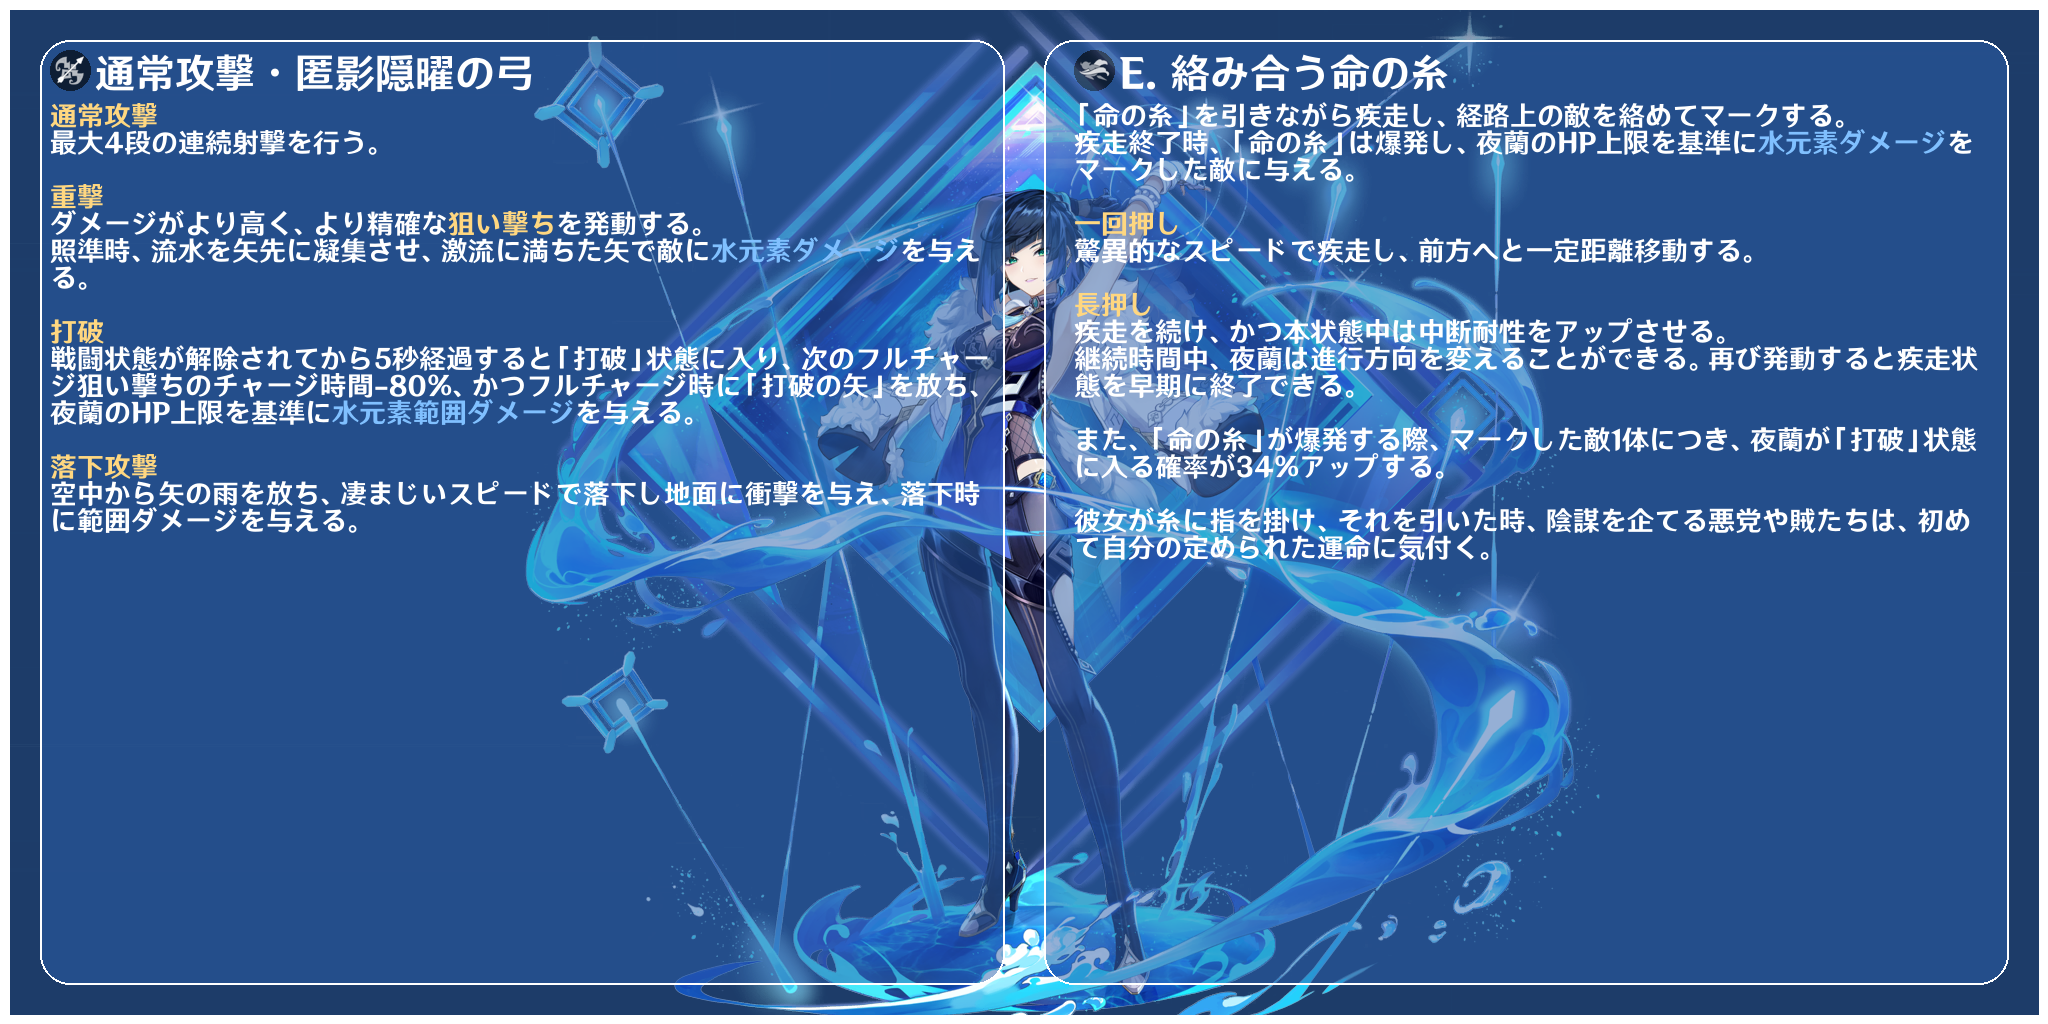 通常攻撃・匿影隠曜の弓
通常攻撃
最大4段の連続射撃を行う。
重撃
ダメージがより高く、より精確な狙い撃ちを発動する。
照準時、流水を矢先に凝集させ、激流に満ちた矢で敵に水元素ダメージを与え
る。
打破
戦闘状態が解除されてから5秒経過すると「打破」状態に入り、次のフルチャー
ジ狙い撃ちのチャージ時間-80%、かつフルチャージ時に「打破の矢」を放ち、
夜蘭のHP上限を基準に水元素範囲ダメージを与える。
落下攻撃
空中から矢の雨を放ち、凄まじいスピードで落下し地面に衝撃を与え、落下時
に範囲ダメージを与える。
E. 絡み合う命の糸
「命の糸」を引きながら疾走し、経路上の敵を絡めてマークする。
疾走終了時、「命の糸」は爆発し、夜蘭のHP上限を基準に水元素ダメージを
マークした敵に与える。
一回押し
驚異的なスピードで疾走し、前方へと一定距離移動する。
長押し
疾走を続け、かつ本状態中は中断耐性をアップさせる。
継続時間中、夜蘭は進行方向を変えることができる。再び発動すると疾走状
態を早期に終了できる。
また、「命の糸」が爆発する際、マークした敵1体につき、夜蘭が「打破」状態
に入る確率が34%アップする。
彼女が糸に指を掛け、それを引いた時、陰謀を企てる悪党や賊たちは、初め
て自分の定められた運命に気付く。